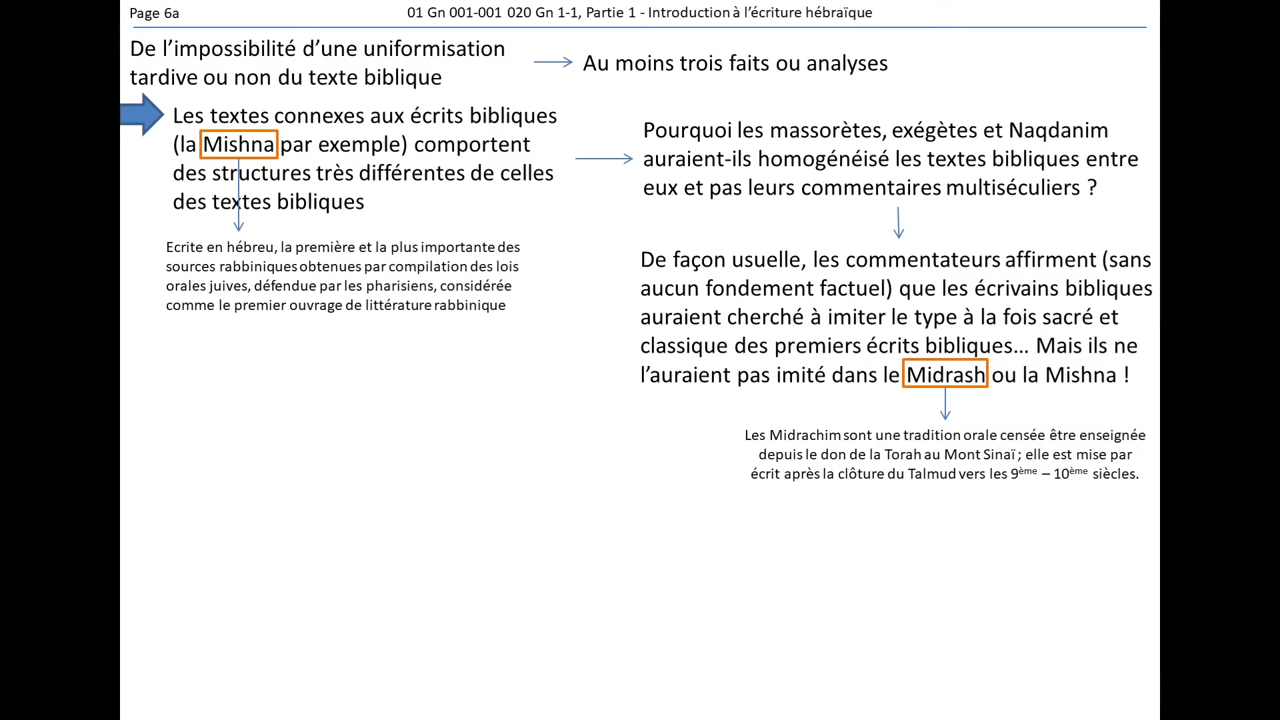 Page 6a
01 Gn 001-001 020 Gn 1-1, Partie 1 - Introduction à l’écriture hébraïque
De l’impossibilité d’une uniformisation
tardive ou non du texte biblique
Au moins trois faits ou analyses
Les textes connexes aux écrits bibliques
(la Mishna par exemple) comportent
des structures très différentes de celles
des textes bibliques
Ecrite en hébreu, la première et la plus importante des
sources rabbiniques obtenues par compilation des lois
orales juives, défendue par les pharisiens, considérée
comme le premier ouvrage de littérature rabbinique
Pourquoi les massorètes, exégètes et Naqdanim
auraient-ils homogénéisé les textes bibliques entre
eux et pas leurs commentaires multiséculiers ?
De façon usuelle, les commentateurs affirment (sans
aucun fondement factuel) que les écrivains bibliques
auraient cherché à imiter le type à la fois sacré et
classique des premiers écrits bibliques… Mais ils ne
l’auraient pas imité dans le Midrash ou la Mishna !
Les Midrachim sont une tradition orale censée être enseignée
depuis le don de la Torah au Mont Sinaï ; elle est mise par
écrit après la clôture du Talmud vers les 9ème – 10ème siècles.